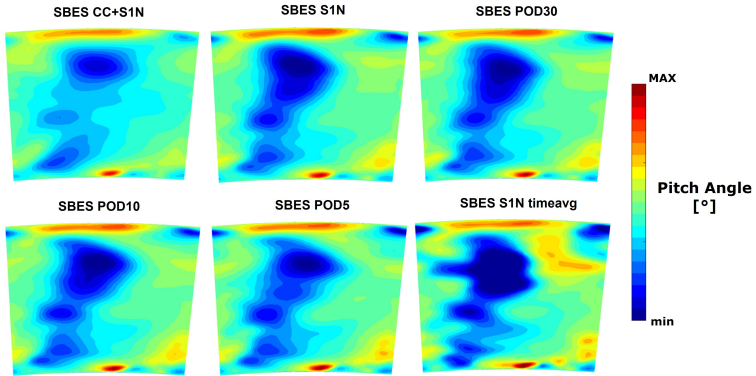 SBES CC+S1N
SBES S1N
SBES POD30
MAX
Pitch Angle
[°]
min
SBES POD10
SBES POD5
SBES S1N timeavg